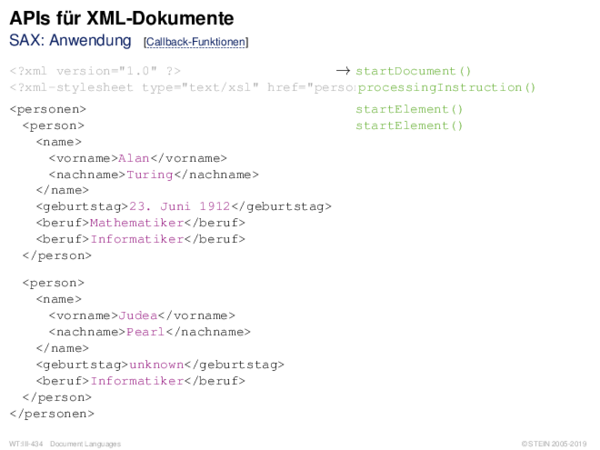 APIs für XML-Dokumente
SAX: Anwendung [Callback-Funktionen]
<?xml version="1.0" ?> → startDocument()
<?xml-stylesheet type="text/xsl" href="perso processingInstruction()
<personen> startElement()
<person> startElement()
<name>
<vorname>Alan</vorname>
<nachname>Turing</nachname>
</name>
<geburtstag>23. Juni 1912</geburtstag>
<beruf>Mathematiker</beruf>
<beruf>Informatiker</beruf>
</person>
<person>
<name>
<vorname>Judea</vorname>
<nachname>Pearl</nachname>
</name>
<geburtstag>unknown</geburtstag>
<beruf>Informatiker</beruf>
</person>
</personen>
WT:III-434 Document Languages © STEIN 2005-2019